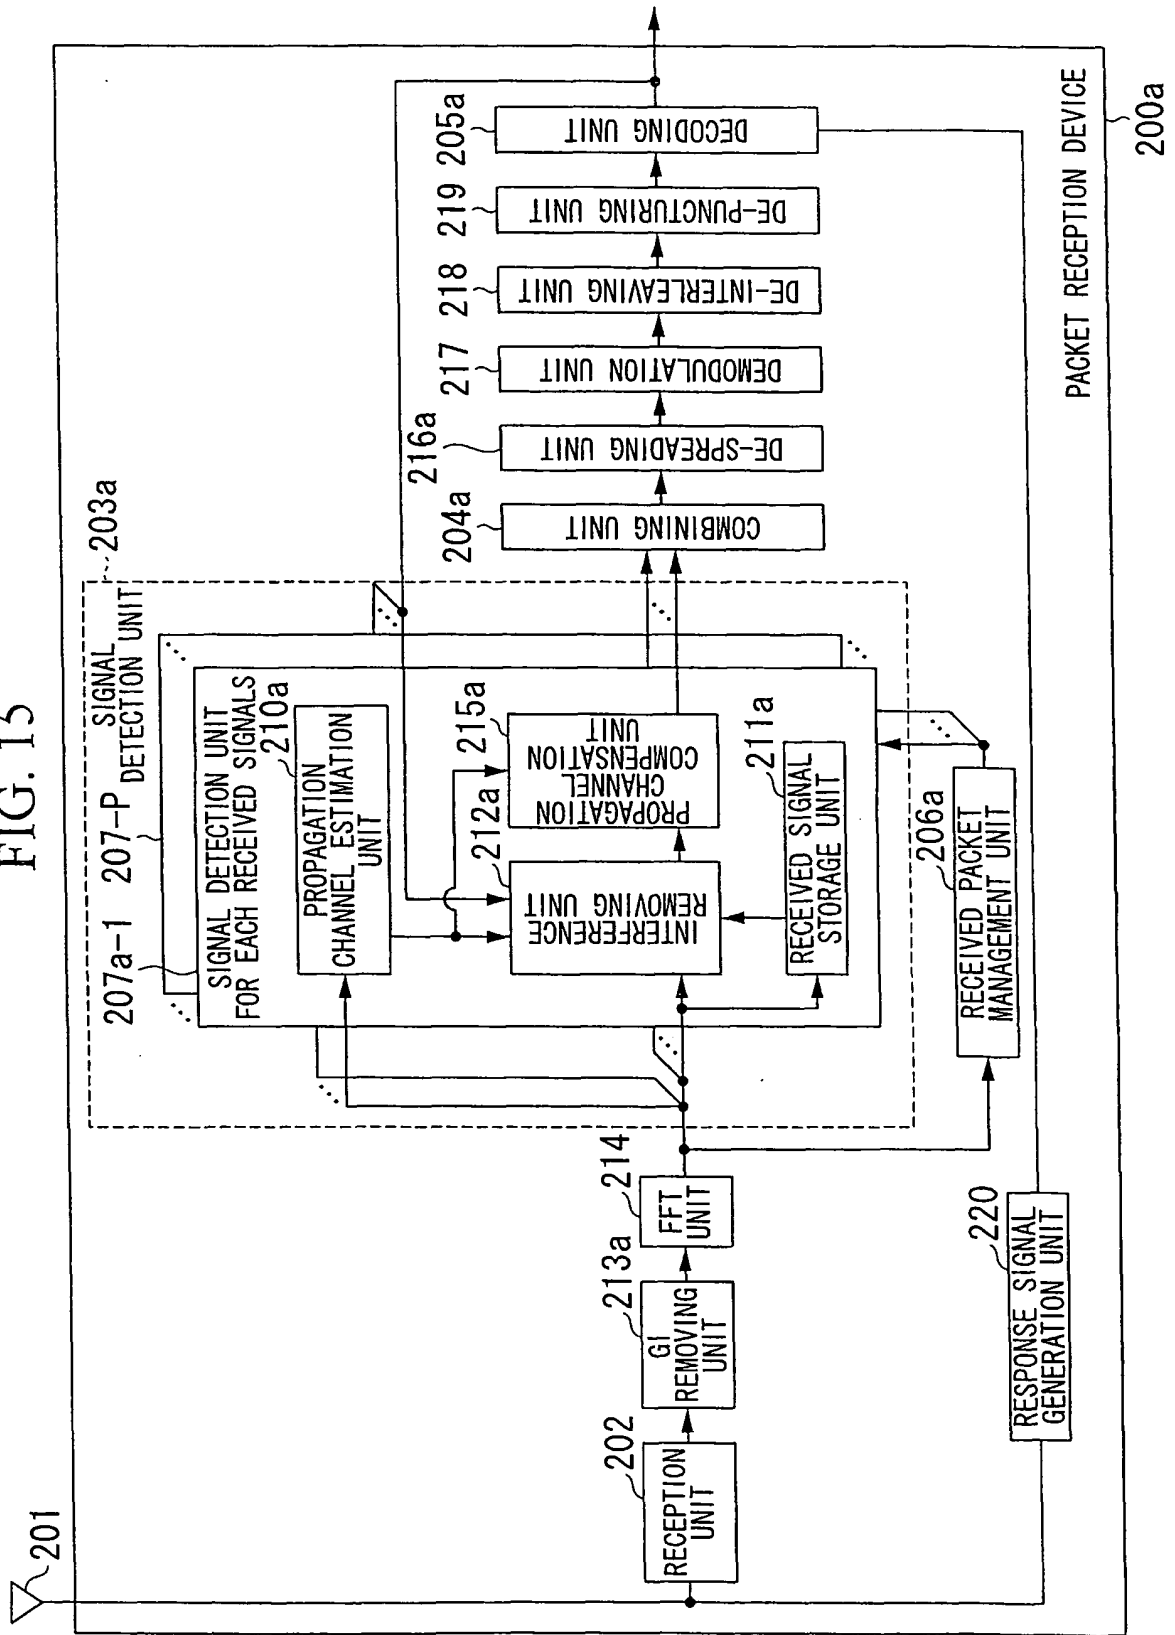 FIG. 15
201
202
RECEPTION
UNIT
213a
GI
REMOVING
UNIT
214
FFT
UNIT
203a
SIGNAL
DETECTION UNIT
207a-1
207-P
SIGNAL DETECTION UNIT
FOR EACH RECEIVED SIGNALS
210a
PROPAGATION
CHANNEL ESTIMATION
UNIT
212a
INTERFERENCE
REMOVING UNIT
215a
PROPAGATION
CHANNEL
COMPENSATION
UNIT
211a
RECEIVED SIGNAL
STORAGE UNIT
206a
RECEIVED PACKET
MANAGEMENT UNIT
204a
COMBINING UNIT
216a
DE-SPREADING UNIT
217
DEMODULATION UNIT
218
DE-INTERLEAVING UNIT
219
DE-PUNCTURING UNIT
205a
DECODING UNIT
220
RESPONSE SIGNAL
GENERATION UNIT
PACKET RECEPTION DEVICE
200a